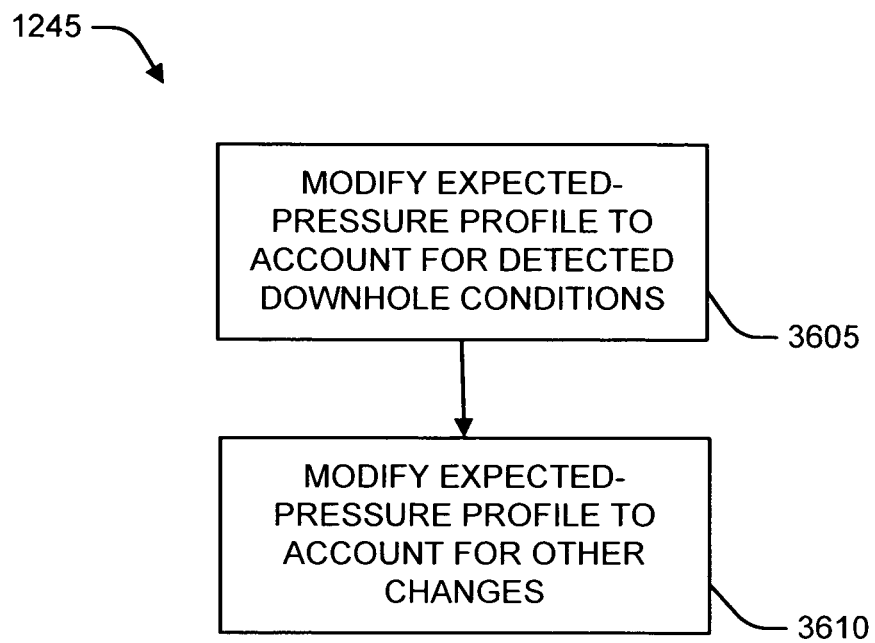 1245
MODIFY EXPECTED-
PRESSURE PROFILE TO
ACCOUNT FOR DETECTED
DOWNHOLE CONDITIONS
3605
MODIFY EXPECTED-
PRESSURE PROFILE TO
ACCOUNT FOR OTHER
CHANGES
3610